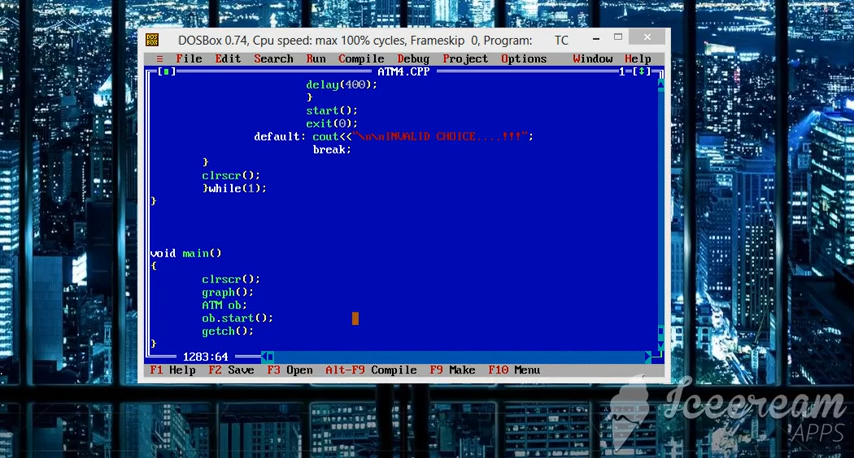 DOSBox 0.74, Cpu speed: max 100% cycles, Frameskip 0, Program: TC
≡ File Edit Search Run Compile Debug Project Options Window Help
[■] ATM4.CPP 1=[↕]
delay(400);
}
start();
exit(0);
default: cout<<"\n\nINVALID CHOICE....!!!";
break;
}
clrscr();
}while(1);
}
void main()
{
clrscr();
graph();
ATM ob;
ob.start();
getch();
}
1283:64
F1 Help F2 Save F3 Open Alt-F9 Compile F9 Make F10 Menu
Icecream
APPS